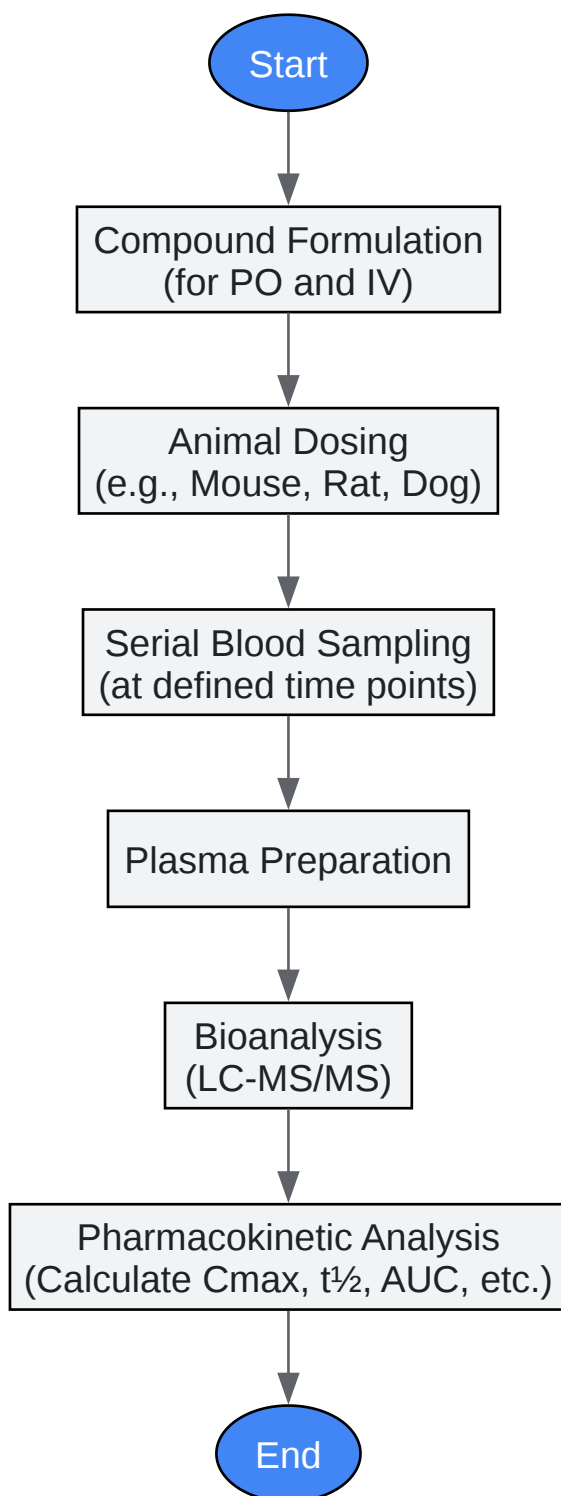 Start
Compound Formulation
(for PO and IV)
Animal Dosing
(e.g., Mouse, Rat, Dog)
Serial Blood Sampling
(at defined time points)
Plasma Preparation
Bioanalysis
(LC-MS/MS)
Pharmacokinetic Analysis
(Calculate Cmax, t½, AUC, etc.)
End